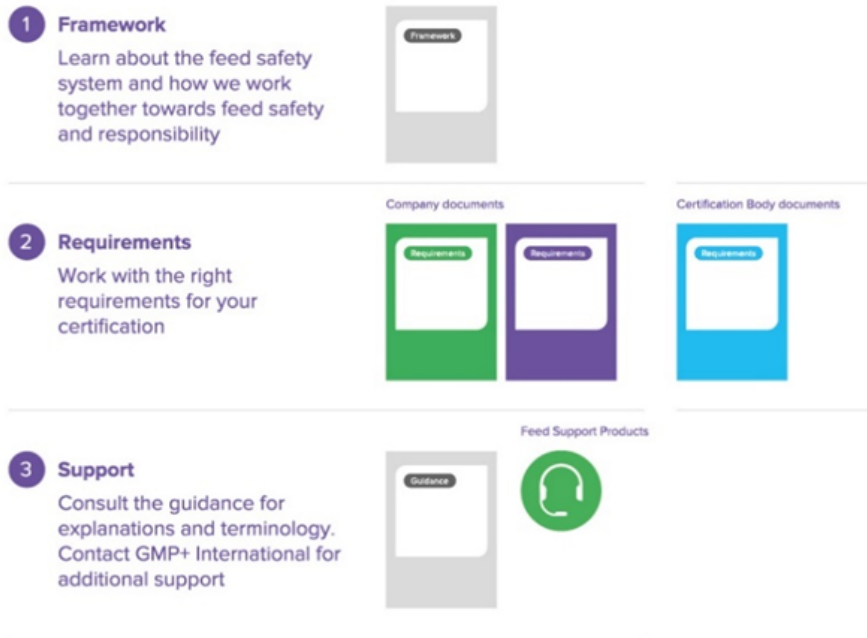 1 Framework
Learn about the feed safety
system and how we work
together towards feed safety
and responsibility
Framework
Company documents
Certification Body documents
2 Requirements
Work with the right
requirements for your
certification
Requirements
Requirements
Requirements
Feed Support Products
3 Support
Consult the guidance for
explanations and terminology.
Contact GMP+ International for
additional support
Guidance